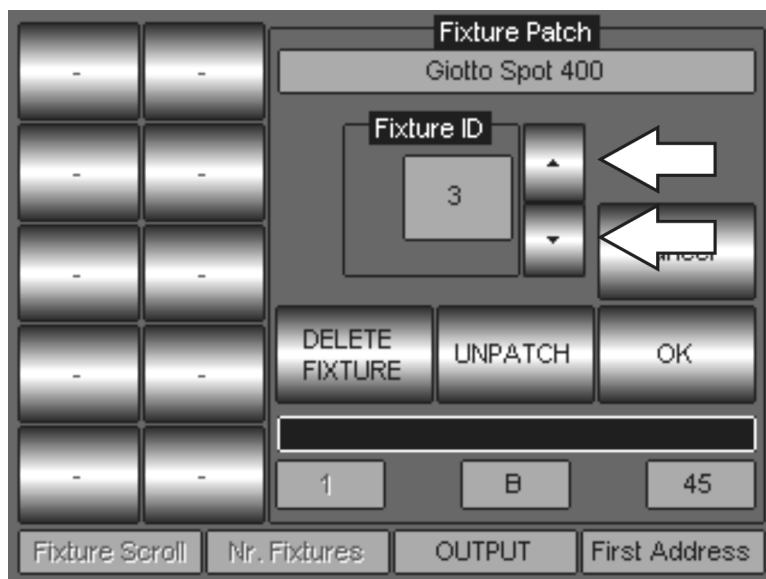 Fixture Patch
Giotto Spot 400
Fixture ID
3
- -
- -
- -
- -
- -
DELETE
FIXTURE
UNPATCH
OK
1
B
45
Fixture Scroll
Nr. Fixtures
OUTPUT
First Address